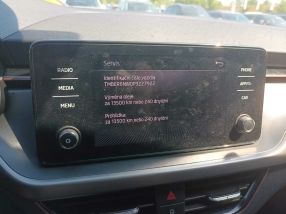 Servis
RADIO
MEDIA
MENU
Identifikační číslo vozidla
Výměna oleje:
za 13500 km nebo 240 dny/dní
Prohlídka:
za 13500 km nebo 240 dny/dní
PHONE
APPS
CAR